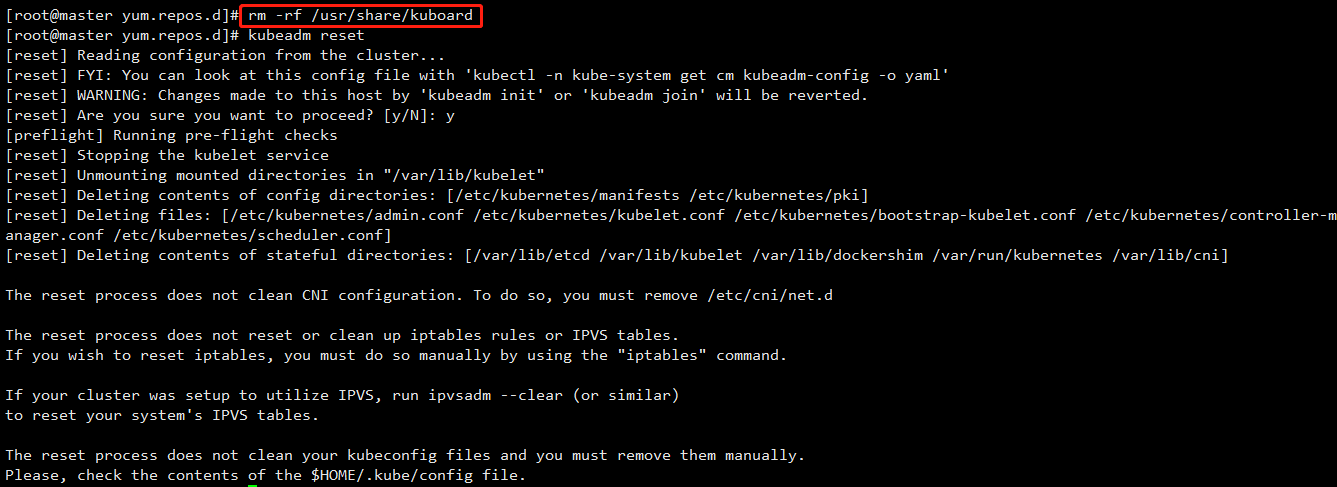 [root@master yum.repos.d]# rm -rf /usr/share/kuboard
[root@master yum.repos.d]# kubeadm reset
[reset] Reading configuration from the cluster...
[reset] FYI: You can look at this config file with 'kubectl -n kube-system get cm kubeadm-config -o yaml'
[reset] WARNING: Changes made to this host by 'kubeadm init' or 'kubeadm join' will be reverted.
[reset] Are you sure you want to proceed? [y/N]: y
[preflight] Running pre-flight checks
[reset] Stopping the kubelet service
[reset] Unmounting mounted directories in "/var/lib/kubelet"
[reset] Deleting contents of config directories: [/etc/kubernetes/manifests /etc/kubernetes/pki]
[reset] Deleting files: [/etc/kubernetes/admin.conf /etc/kubernetes/kubelet.conf /etc/kubernetes/bootstrap-kubelet.conf /etc/kubernetes/controller-m
anager.conf /etc/kubernetes/scheduler.conf]
[reset] Deleting contents of stateful directories: [/var/lib/etcd /var/lib/kubelet /var/lib/dockershim /var/run/kubernetes /var/lib/cni]
The reset process does not clean CNI configuration. To do so, you must remove /etc/cni/net.d
The reset process does not reset or clean up iptables rules or IPVS tables.
If you wish to reset iptables, you must do so manually by using the "iptables" command.
If your cluster was setup to utilize IPVS, run ipvsadm --clear (or similar)
to reset your system's IPVS tables.
The reset process does not clean your kubeconfig files and you must remove them manually.
Please, check the contents of the $HOME/.kube/config file.